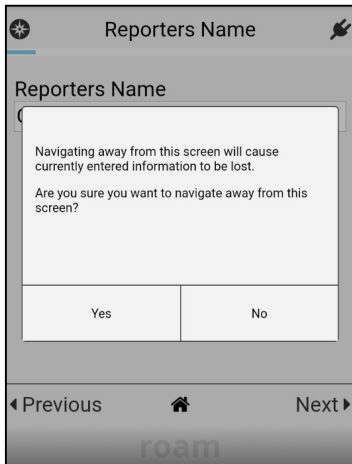 Reporters Name
Reporters Name
Navigating away from this screen will cause
currently entered information to be lost.
Are you sure you want to navigate away from this
screen?
Yes
No
Previous
Next
roam